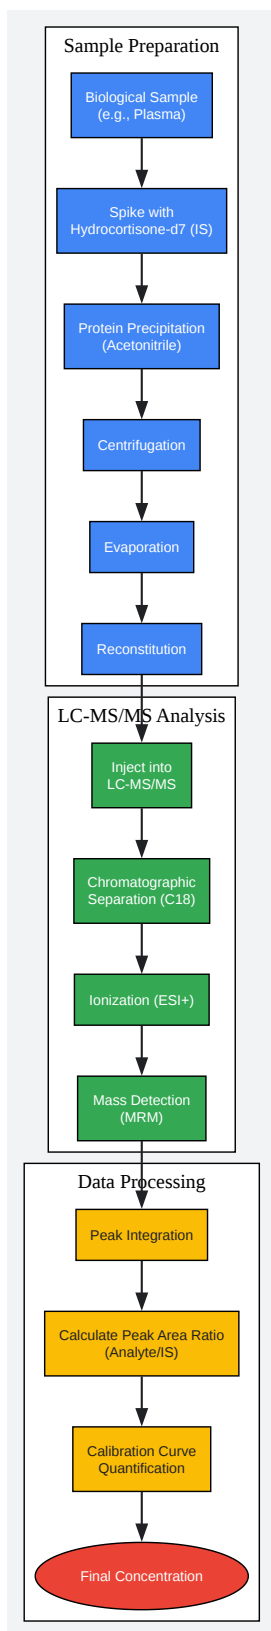 Sample Preparation
Biological Sample
(e.g., Plasma)
Spike with
Hydrocortisone-d7 (IS)
Protein Precipitation
(Acetonitrile)
Centrifugation
Evaporation
Reconstitution
LC-MS/MS Analysis
Inject into
LC-MS/MS
Chromatographic
Separation (C18)
Ionization (ESI+)
Mass Detection
(MRM)
Data Processing
Peak Integration
Calculate Peak Area Ratio
(Analyte/IS)
Calibration Curve
Quantification
Final Concentration